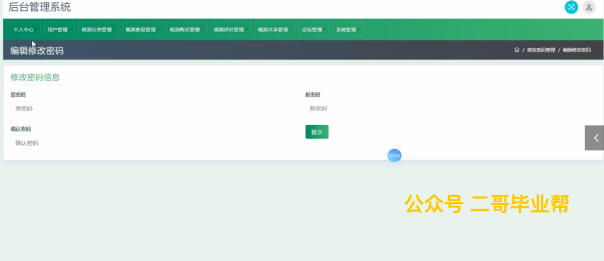 后台管理系统
个人中心 用户管理 视频分类管理 视频教程管理 视频购买管理 视频评价管理 视频共享管理 论坛管理 系统管理
编辑修改密码
/ 修改密码管理 / 编辑修改密码
修改密码信息
原密码 新密码
原密码 新密码
确认密码 提交
确认密码
公众号 二哥毕业帮